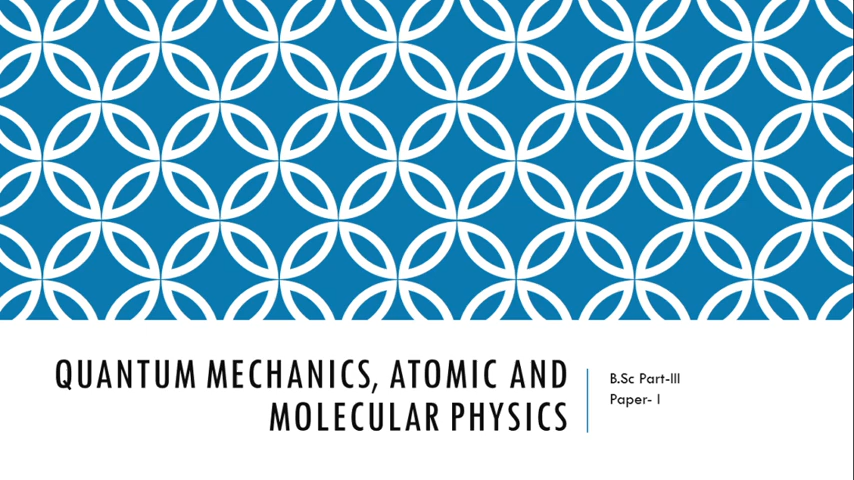 QUANTUM MECHANICS, ATOMIC AND
MOLECULAR PHYSICS
B.Sc Part-III
Paper- I